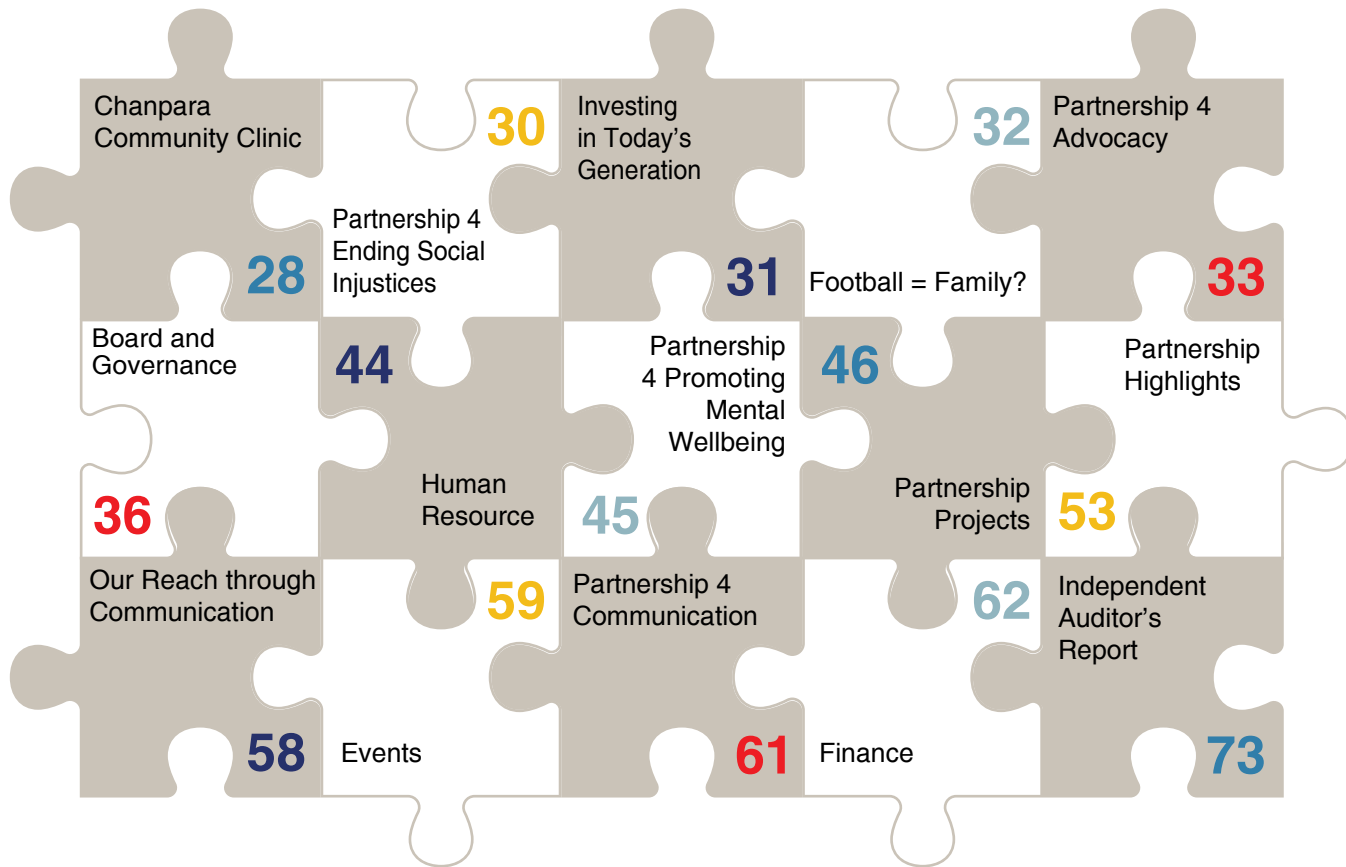 Chanpara
Community Clinic
28
30
Partnership 4
Ending Social
Injustices
Investing
in Today’s
Generation
31
32
Football = Family?
Partnership 4
Advocacy
33
Board and
Governance
36
44
Human
Resource
Partnership
4 Promoting
Mental
Wellbeing
45
46
Partnership
Projects
Partnership
Highlights
53
Our Reach through
Communication
58
59
Events
Partnership 4
Communication
61
62
Finance
Independent
Auditor’s
Report
73